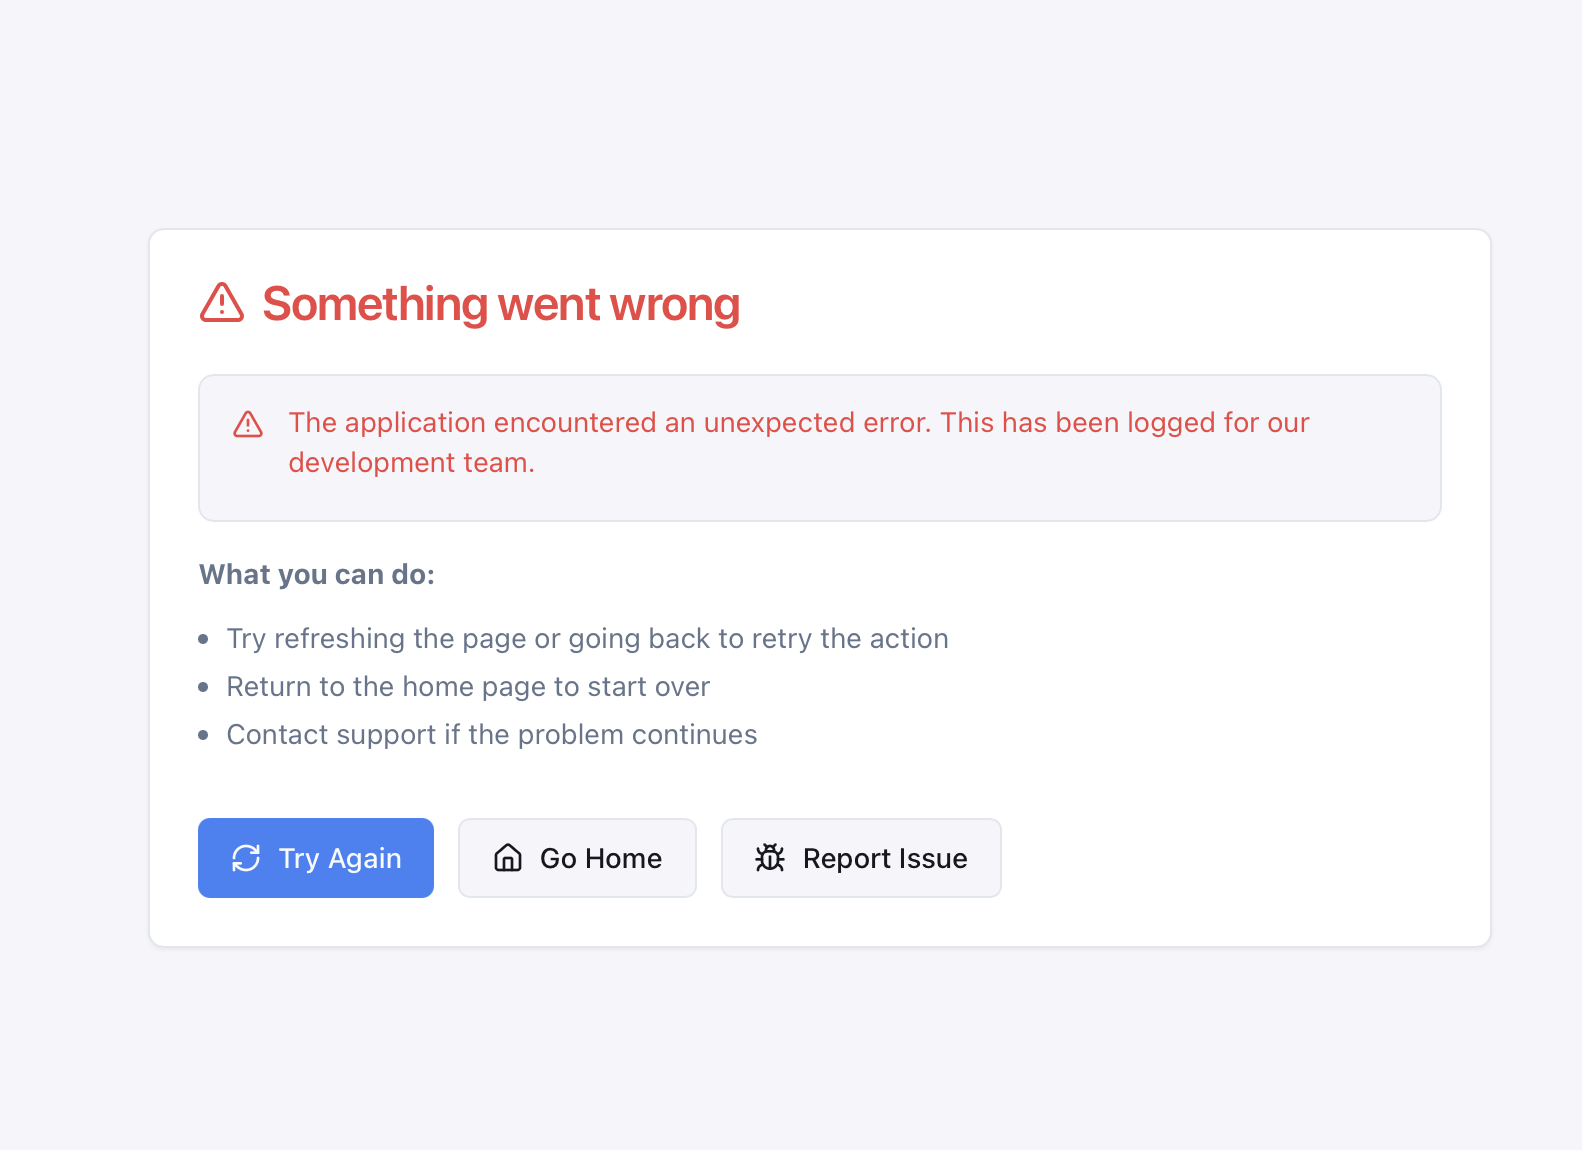 Something went wrong
The application encountered an unexpected error. This has been logged for our
development team.
What you can do:
Try refreshing the page or going back to retry the action
Return to the home page to start over
Contact support if the problem continues
Try Again
Go Home
Report Issue